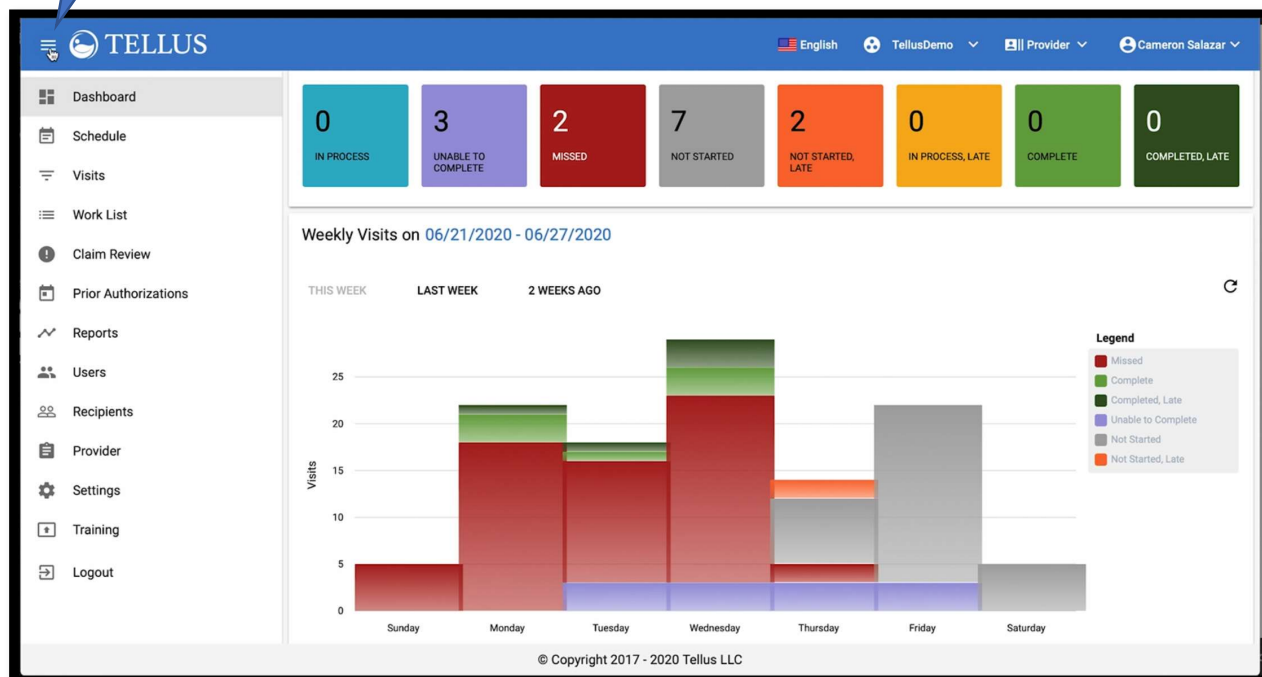 TELLUS
English
TellusDemo
Provider
Cameron Salazar
Dashboard
Schedule
Visits
Work List
Claim Review
Prior Authorizations
Reports
Users
Recipients
Provider
Settings
Training
Logout
0
IN PROCESS
3
UNABLE TO
COMPLETE
2
MISSED
7
NOT STARTED
2
NOT STARTED,
LATE
0
IN PROCESS, LATE
0
COMPLETE
0
COMPLETED, LATE
Weekly Visits on 06/21/2020 - 06/27/2020
THIS WEEK LAST WEEK 2 WEEKS AGO
Visits
25
20
15
10
5
0
Sunday Monday Tuesday Wednesday Thursday Friday Saturday
Legend
Missed
Complete
Completed, Late
Unable to Complete
Not Started
Not Started, Late
© Copyright 2017 - 2020 Tellus LLC